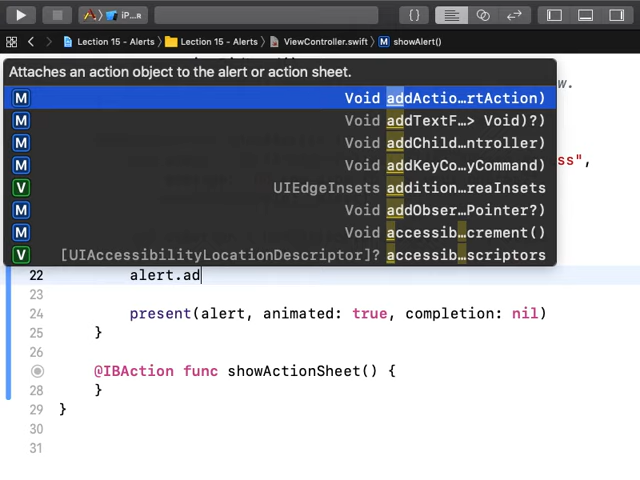 { }
iP...
Lection 15 - Alerts
Lection 15 - Alerts
ViewController.swift
M showAlert()
Attaches an action object to the alert or action sheet.
w.
M Void addActio...rtAction)
M Void addTextF...> Void)?)
M Void addChild...ntroller)
ss",
M Void addKeyCo...yCommand)
V UIEdgeInsets addition...reaInsets
M Void addObser...Pointer?)
M Void accessib...crement()
V [UIAccessibilityLocationDescriptor]? accessib...scriptors
22 alert.ad
23
24 present(alert, animated: true, completion: nil)
25 }
26
@IBAction func showActionSheet() {
28 }
29 }
30
31